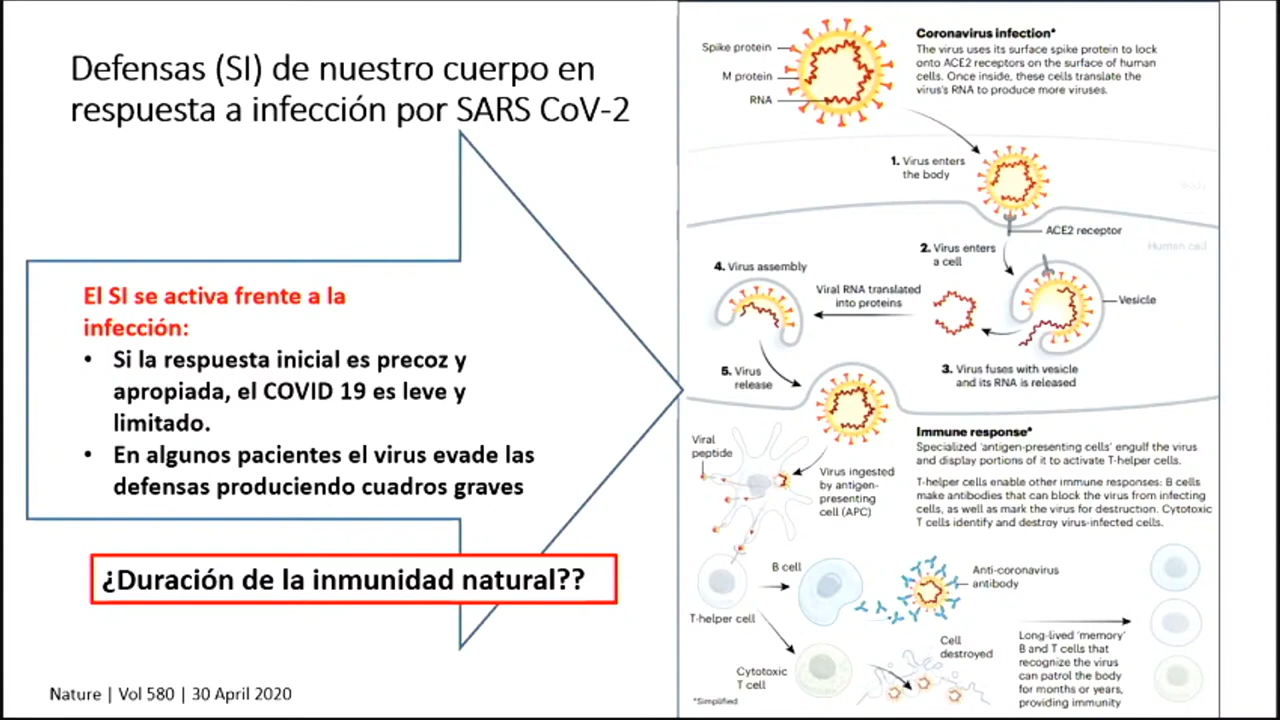 Defensas (SI) de nuestro cuerpo en
respuesta a infección por SARS CoV-2
El SI se activa frente a la
infección:
• Si la respuesta inicial es precoz y
apropiada, el COVID 19 es leve y
limitado.
• En algunos pacientes el virus evade las
defensas produciendo cuadros graves
¿Duración de la inmunidad natural??
Nature | Vol 580 | 30 April 2020
Spike protein
M protein
RNA
Coronavirus infection*
The virus uses its surface spike protein to lock
onto ACE2 receptors on the surface of human
cells. Once inside, these cells translate the
virus's RNA to produce more viruses.
1. Virus enters
the body
Body
ACE2 receptor
Human cell
2. Virus enters
a cell
Vesicle
3. Virus fuses with vesicle
and its RNA is released
Viral RNA translated
into proteins
4. Virus assembly
5. Virus
release
Immune response*
Specialized 'antigen-presenting cells' engulf the virus
and display portions of it to activate T-helper cells.
T-helper cells enable other immune responses: B cells
make antibodies that can block the virus from infecting
cells, as well as mark the virus for destruction. Cytotoxic
T cells identify and destroy virus-infected cells.
Viral
peptide
Virus ingested
by antigen-
presenting
cell (APC)
T-helper cell
B cell
Anti-coronavirus
antibody
Cytotoxic
T cell
Cell
destroyed
Long-lived 'memory'
B and T cells that
recognize the virus
can patrol the body
for months or years,
providing immunity
*Simplified